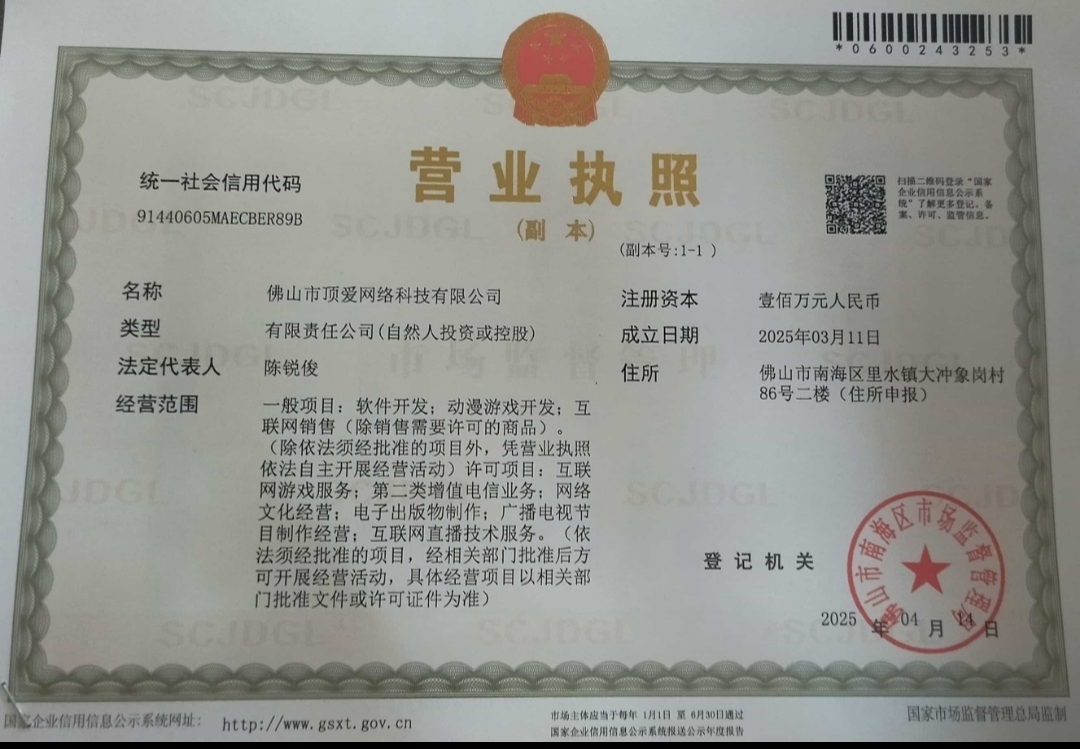 *0600243253*
营业执照
(副 本)
(副本号:1-1 )
统一社会信用代码
91440605MAECBER89B
扫描二维码登录“国家
企业信用信息公示系
统”了解更多登记、备
案、许可、监管信息。
名称 佛山市顶爱网络科技有限公司
类型 有限责任公司(自然人投资或控股)
法定代表人 陈锐俊
经营范围 一般项目：软件开发；动漫游戏开发；互
联网销售（除销售需要许可的商品）。
（除依法须经批准的项目外，凭营业执照
依法自主开展经营活动）许可项目：互联
网游戏服务；第二类增值电信业务；网络
文化经营；电子出版物制作；广播电视节
目制作经营；互联网直播技术服务。（依
法须经批准的项目，经相关部门批准后方
可开展经营活动，具体经营项目以相关部
门批准文件或许可证件为准）
注册资本 壹佰万元人民币
成立日期 2025年03月11日
住所 佛山市南海区里水镇大冲象岗村
86号二楼（住所申报）
登记机关
佛山市南海区市场监督管理局
2025 年 04 月 14 日
国家企业信用信息公示系统网址: http://www.gsxt.gov.cn
市场主体应当于每年 1月1日 至 6月30日通过
国家企业信用信息公示系统报送公示年度报告
国家市场监督管理总局监制
SCJDGL
市场监督管理